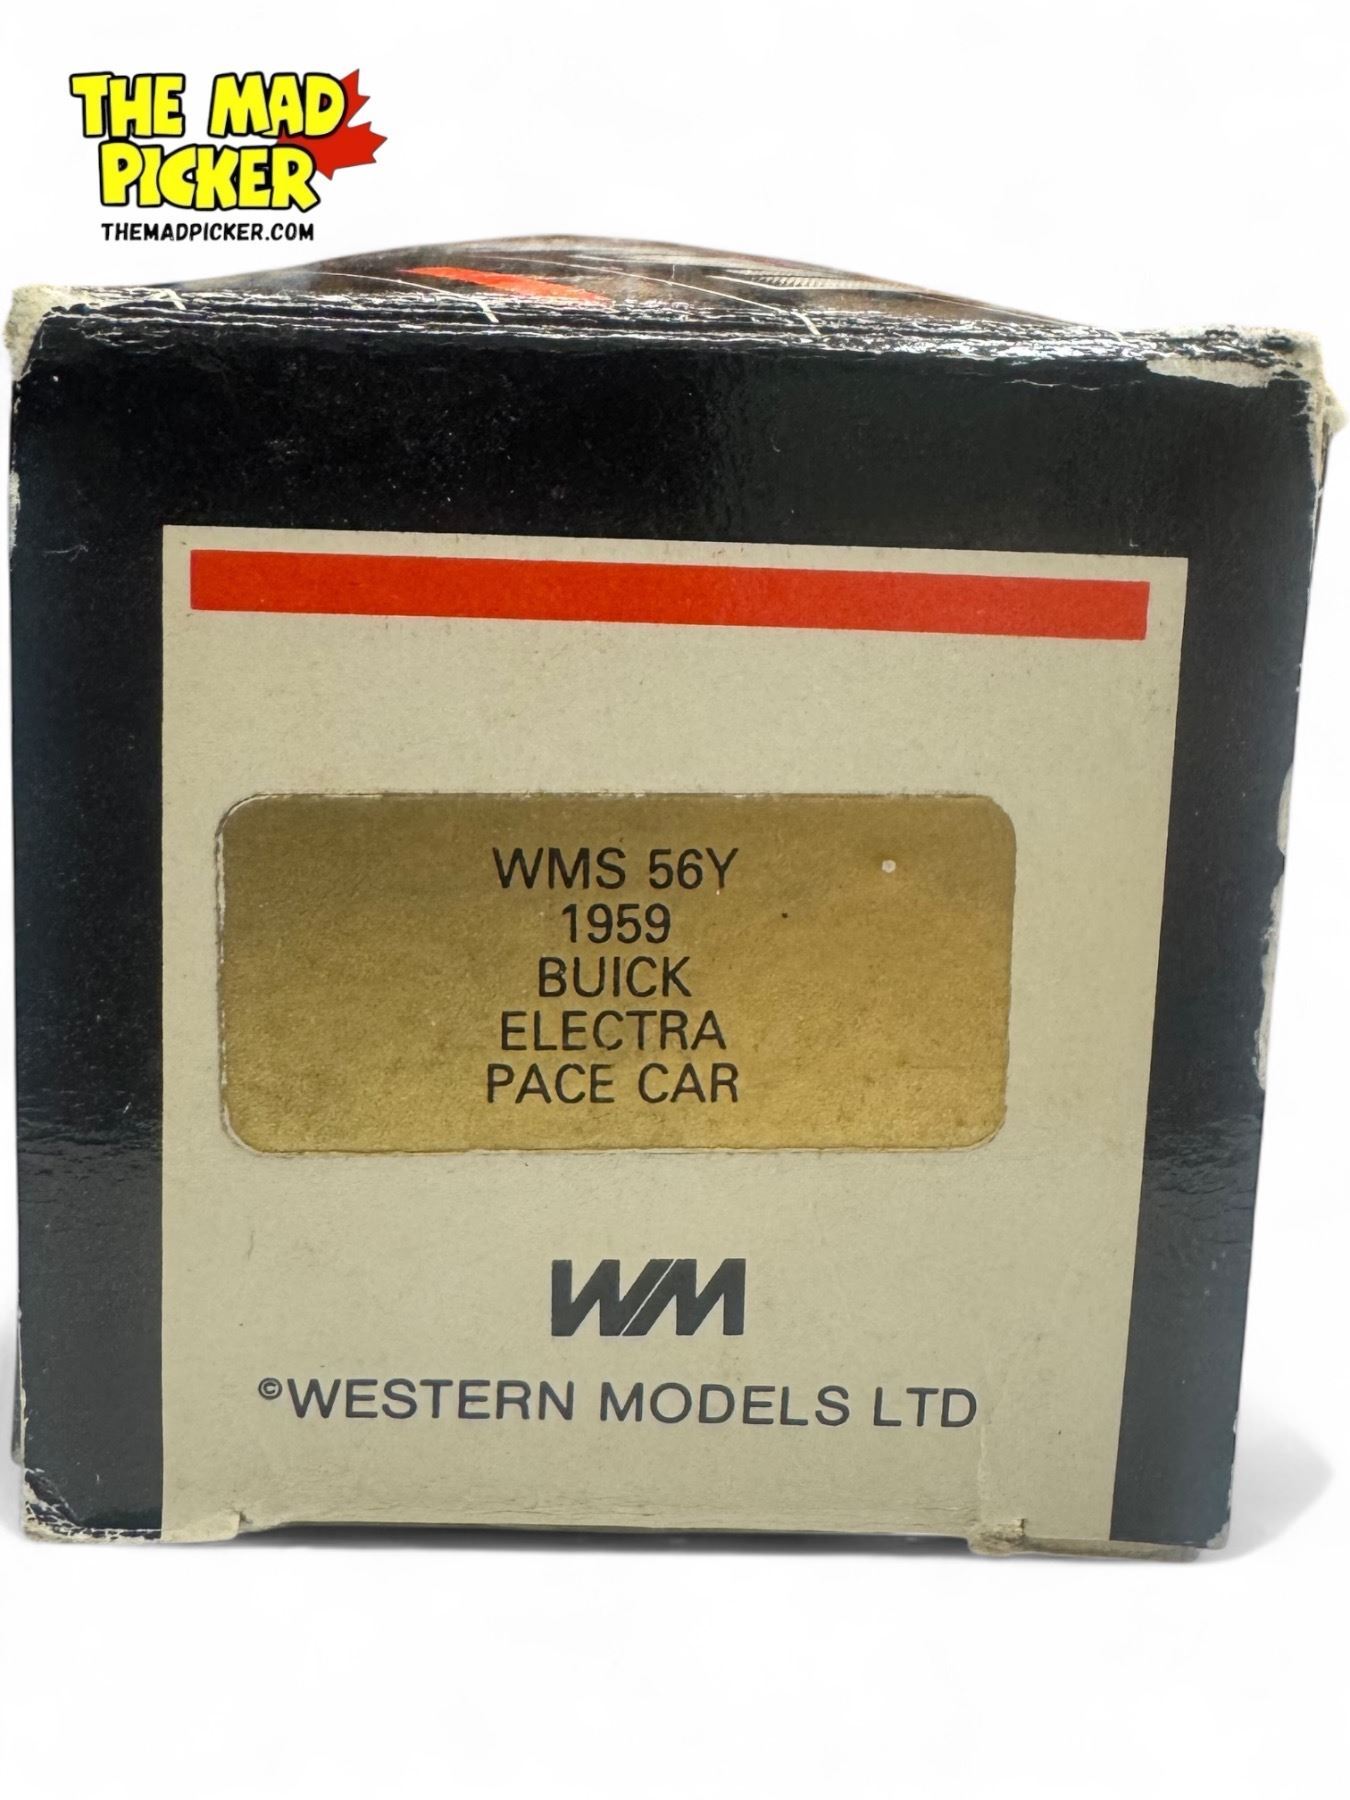 THE MAD
PICKER
THEMADPICKER.COM
WMS 56Y
1959
BUICK
ELECTRA
PACE CAR
WM
©WESTERN MODELS LTD